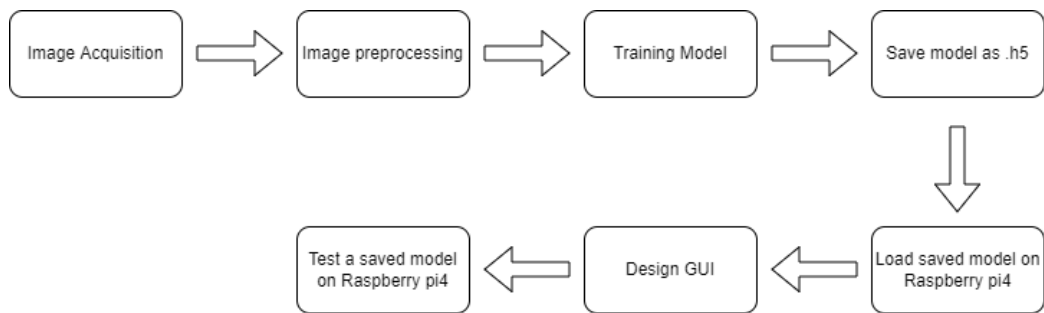 Image Acquisition
Image preprocessing
Training Model
Save model as .h5
Load saved model on
Raspberry pi4
Design GUI
Test a saved model
on Raspberry pi4